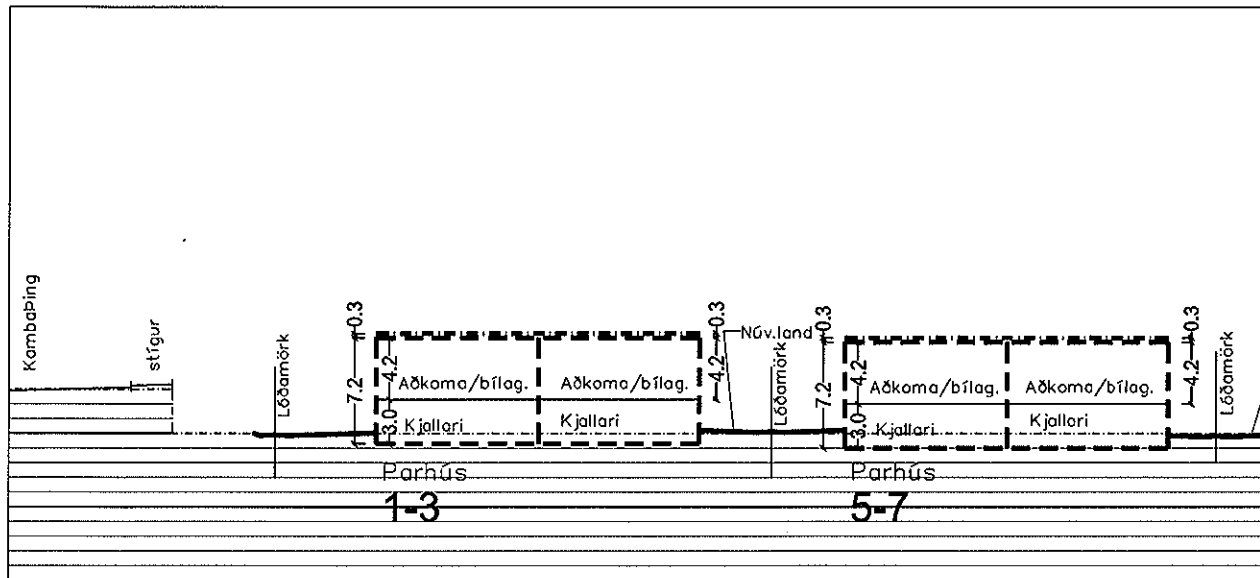 Kambaþing
stígur
Lóðamörk
7.2
0.3
4.2
3.0
Aðkoma/bílag.
Aðkoma/bílag.
Kjallari
Kjallari
0.3
4.2
Núv.land
Lóðamörk
Parhús
1-3
7.2
0.3
4.2
3.0
Aðkoma/bílag.
Aðkoma/bílag.
Kjallari
Kjallari
0.3
4.2
Lóðamörk
Parhús
5-7